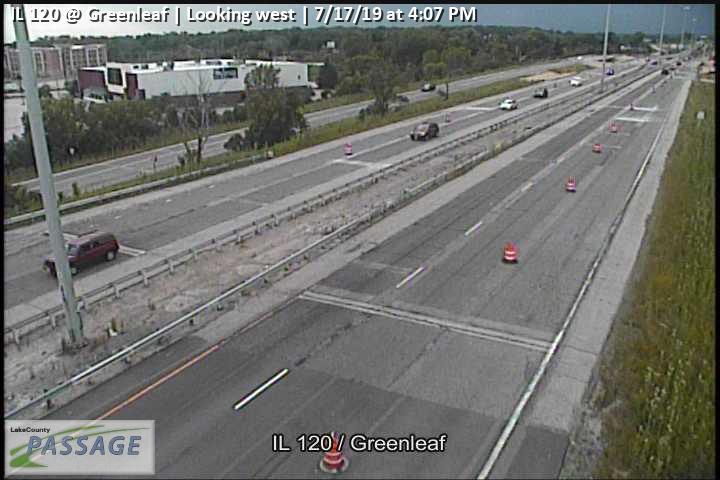 IL 120 @ Greenleaf | Looking west | 7/17/19 at 4:07 PM
LakeCounty
PASSAGE
IL 120 / Greenleaf